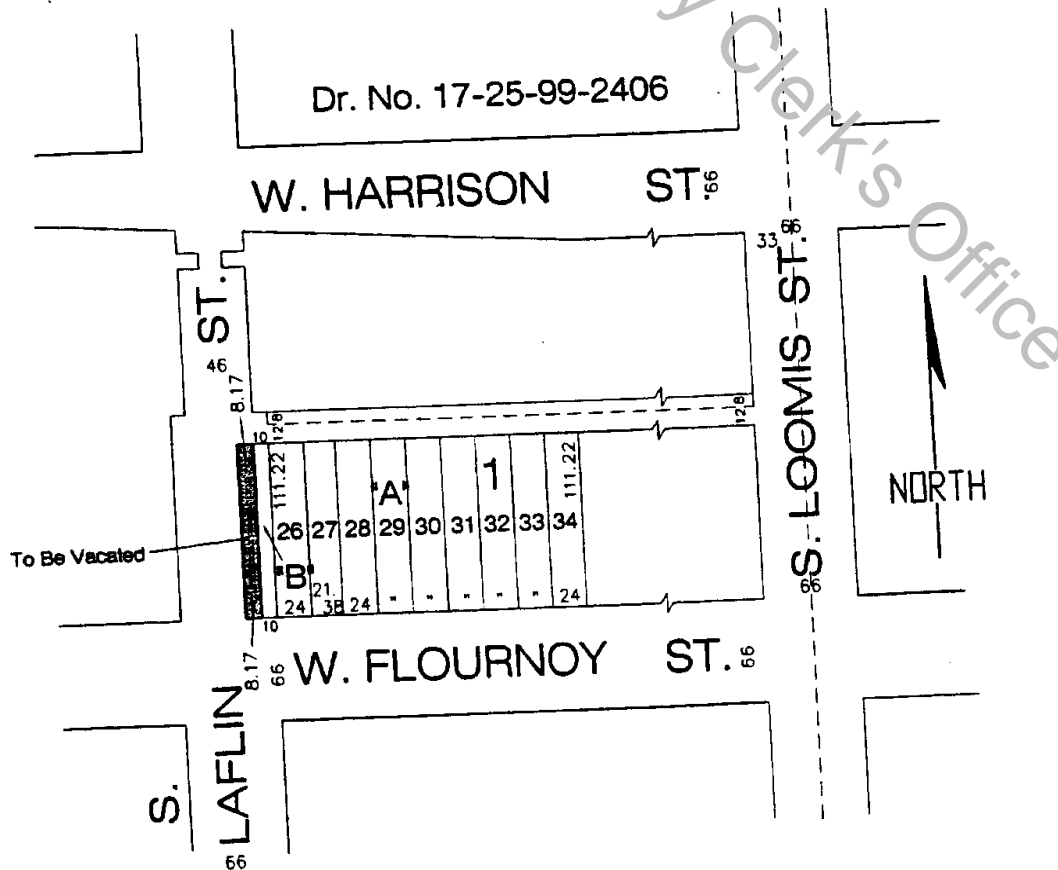 y Clerk's Office
Dr. No. 17-25-99-2406
W. HARRISON ST. 66
66
33
S. LOOMIS ST.
66
ST.
46
8.17
10 12.8
12.8
111.22
"A"
1
111.22
26 27 28 29 30 31 32 33 34
NORTH
To Be Vacated
"B"
21.
24 38 24 " " " " " 24
10
8.17
66
W. FLOURNOY ST. 66
S. LAFLIN
66